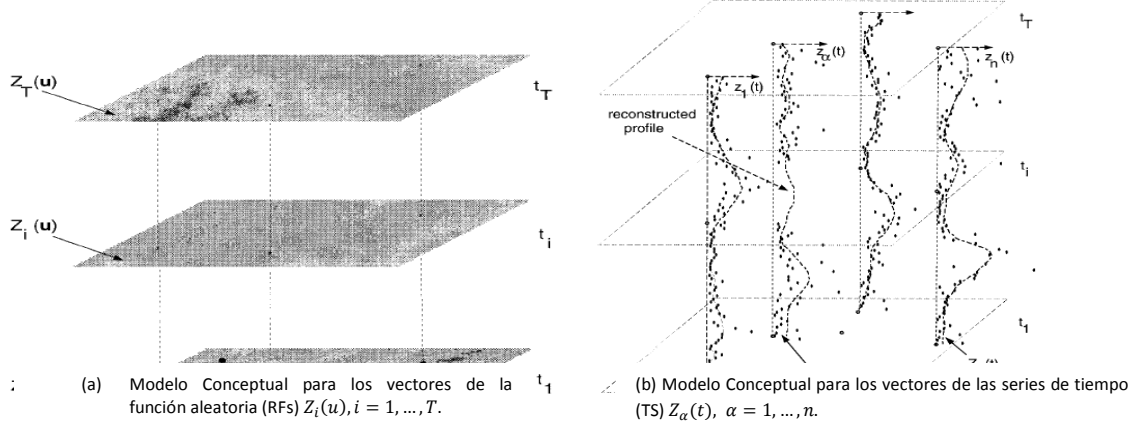 Z_T(u)
t_T
Z_i(u)
t_i
t_1
(a) Modelo Conceptual para los vectores de la
función aleatoria (RFs) Z_i(u), i = 1, ..., T.
t_T
z_α(t)
z_n(t)
z_1(t)
reconstructed
profile
t_i
t_1
(b) Modelo Conceptual para los vectores de las series de tiempo
(TS) Z_α(t), α = 1, ..., n.